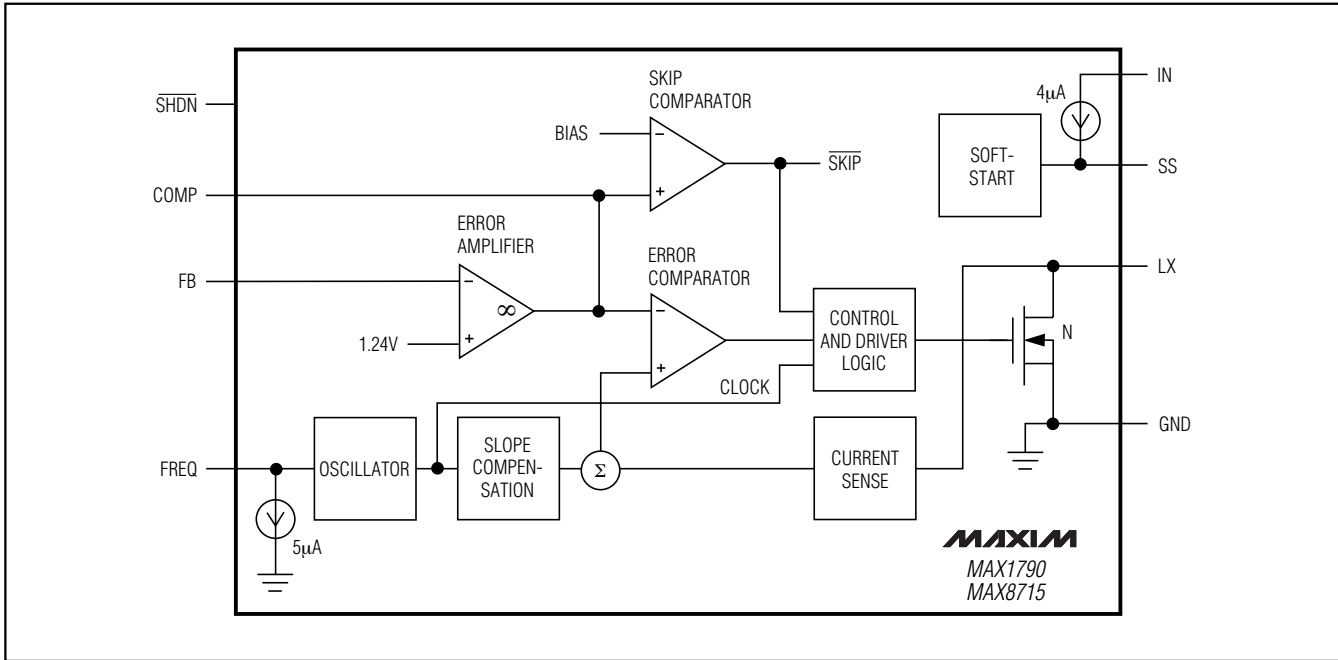 SHDN
COMP
FB
FREQ
BIAS
SKIP
COMPARATOR
−
+
SKIP
ERROR
AMPLIFIER
−
∞
+
1.24V
ERROR
COMPARATOR
−
+
CLOCK
CONTROL
AND DRIVER
LOGIC
OSCILLATOR
5µA
SLOPE
COMPEN-
SATION
Σ
CURRENT
SENSE
SOFT-
START
4µA
N
IN
SS
LX
GND
MAXIM
MAX1790
MAX8715